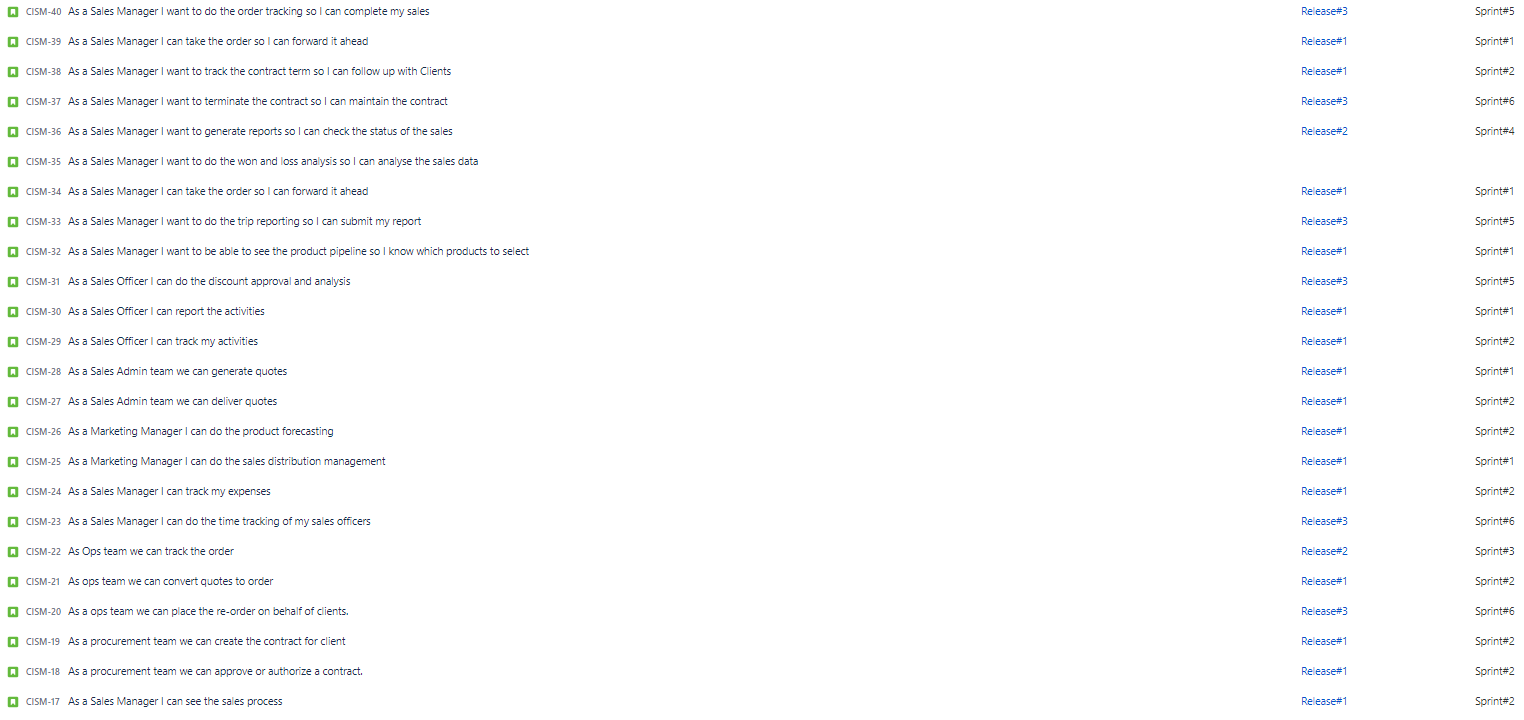 CISM-40 As a Sales Manager I want to do the order tracking so I can complete my sales Release#3 Sprint#5
CISM-39 As a Sales Manager I can take the order so I can forward it ahead Release#1 Sprint#1
CISM-38 As a Sales Manager I want to track the contract term so I can follow up with Clients Release#1 Sprint#2
CISM-37 As a Sales Manager I want to terminate the contract so I can maintain the contract Release#3 Sprint#6
CISM-36 As a Sales Manager I want to generate reports so I can check the status of the sales Release#2 Sprint#4
CISM-35 As a Sales Manager I want to do the won and loss analysis so I can analyse the sales data
CISM-34 As a Sales Manager I can take the order so I can forward it ahead Release#1 Sprint#1
CISM-33 As a Sales Manager I want to do the trip reporting so I can submit my report Release#3 Sprint#5
CISM-32 As a Sales Manager I want to be able to see the product pipeline so I know which products to select Release#1 Sprint#1
CISM-31 As a Sales Officer I can do the discount approval and analysis Release#3 Sprint#5
CISM-30 As a Sales Officer I can report the activities Release#1 Sprint#1
CISM-29 As a Sales Officer I can track my activities Release#1 Sprint#2
CISM-28 As a Sales Admin team we can generate quotes Release#1 Sprint#1
CISM-27 As a Sales Admin team we can deliver quotes Release#1 Sprint#2
CISM-26 As a Marketing Manager I can do the product forecasting Release#1 Sprint#2
CISM-25 As a Marketing Manager I can do the sales distribution management Release#1 Sprint#1
CISM-24 As a Sales Manager I can track my expenses Release#1 Sprint#2
CISM-23 As a Sales Manager I can do the time tracking of my sales officers Release#3 Sprint#6
CISM-22 As Ops team we can track the order Release#2 Sprint#3
CISM-21 As ops team we can convert quotes to order Release#1 Sprint#2
CISM-20 As a ops team we can place the re-order on behalf of clients. Release#3 Sprint#6
CISM-19 As a procurement team we can create the contract for client Release#1 Sprint#2
CISM-18 As a procurement team we can approve or authorize a contract. Release#1 Sprint#2
CISM-17 As a Sales Manager I can see the sales process Release#1 Sprint#2